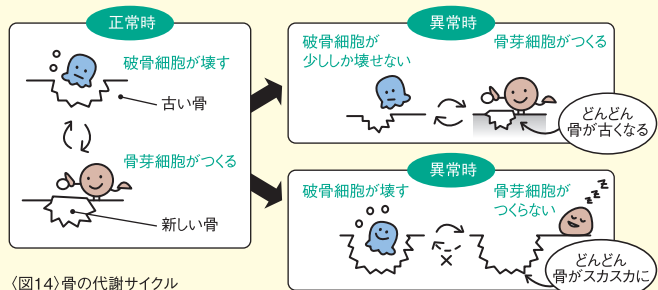 正常時
破骨細胞が壊す
古い骨
骨芽細胞がつくる
新しい骨
異常時
破骨細胞が
少ししか壊せない
骨芽細胞がつくる
どんどん
骨が古くなる
異常時
破骨細胞が壊す
骨芽細胞が
つくらない
zzz
どんどん
骨がスカスカに
〈図14〉骨の代謝サイクル